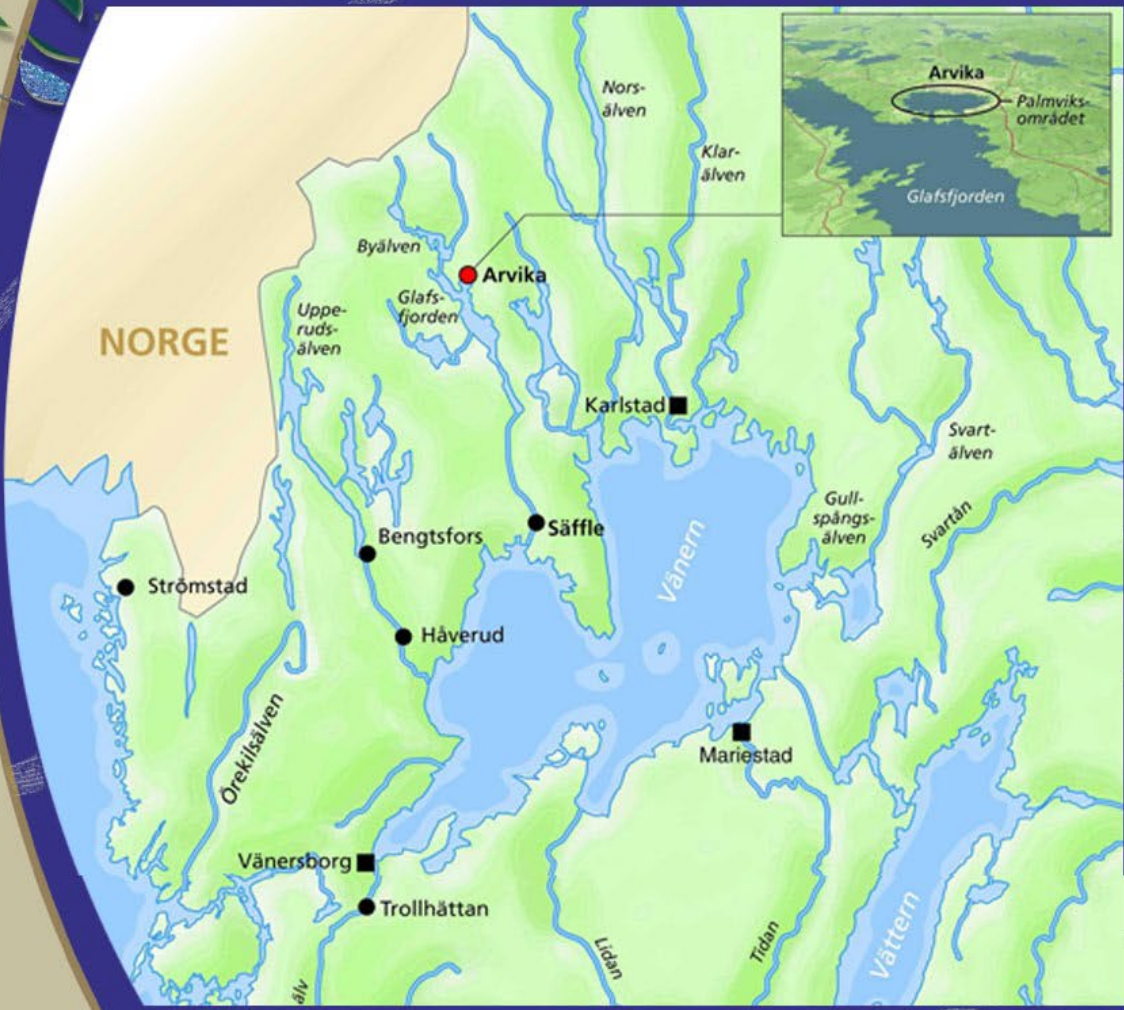 Arvika
Palmviks-
området
Glafsfjorden
Nors-
älven
Klar-
älven
Byälven
Arvika
Glafs-
fjorden
Uppe-
ruds-
älven
NORGE
Karlstad
Svart-
älven
Gull-
spångs-
älven
Svartån
Säffle
Bengtsfors
Vänern
Strömstad
Håverud
Örekilsälven
Mariestad
Vänersborg
Trollhättan
älv
Lidan
Tidan
Vättern